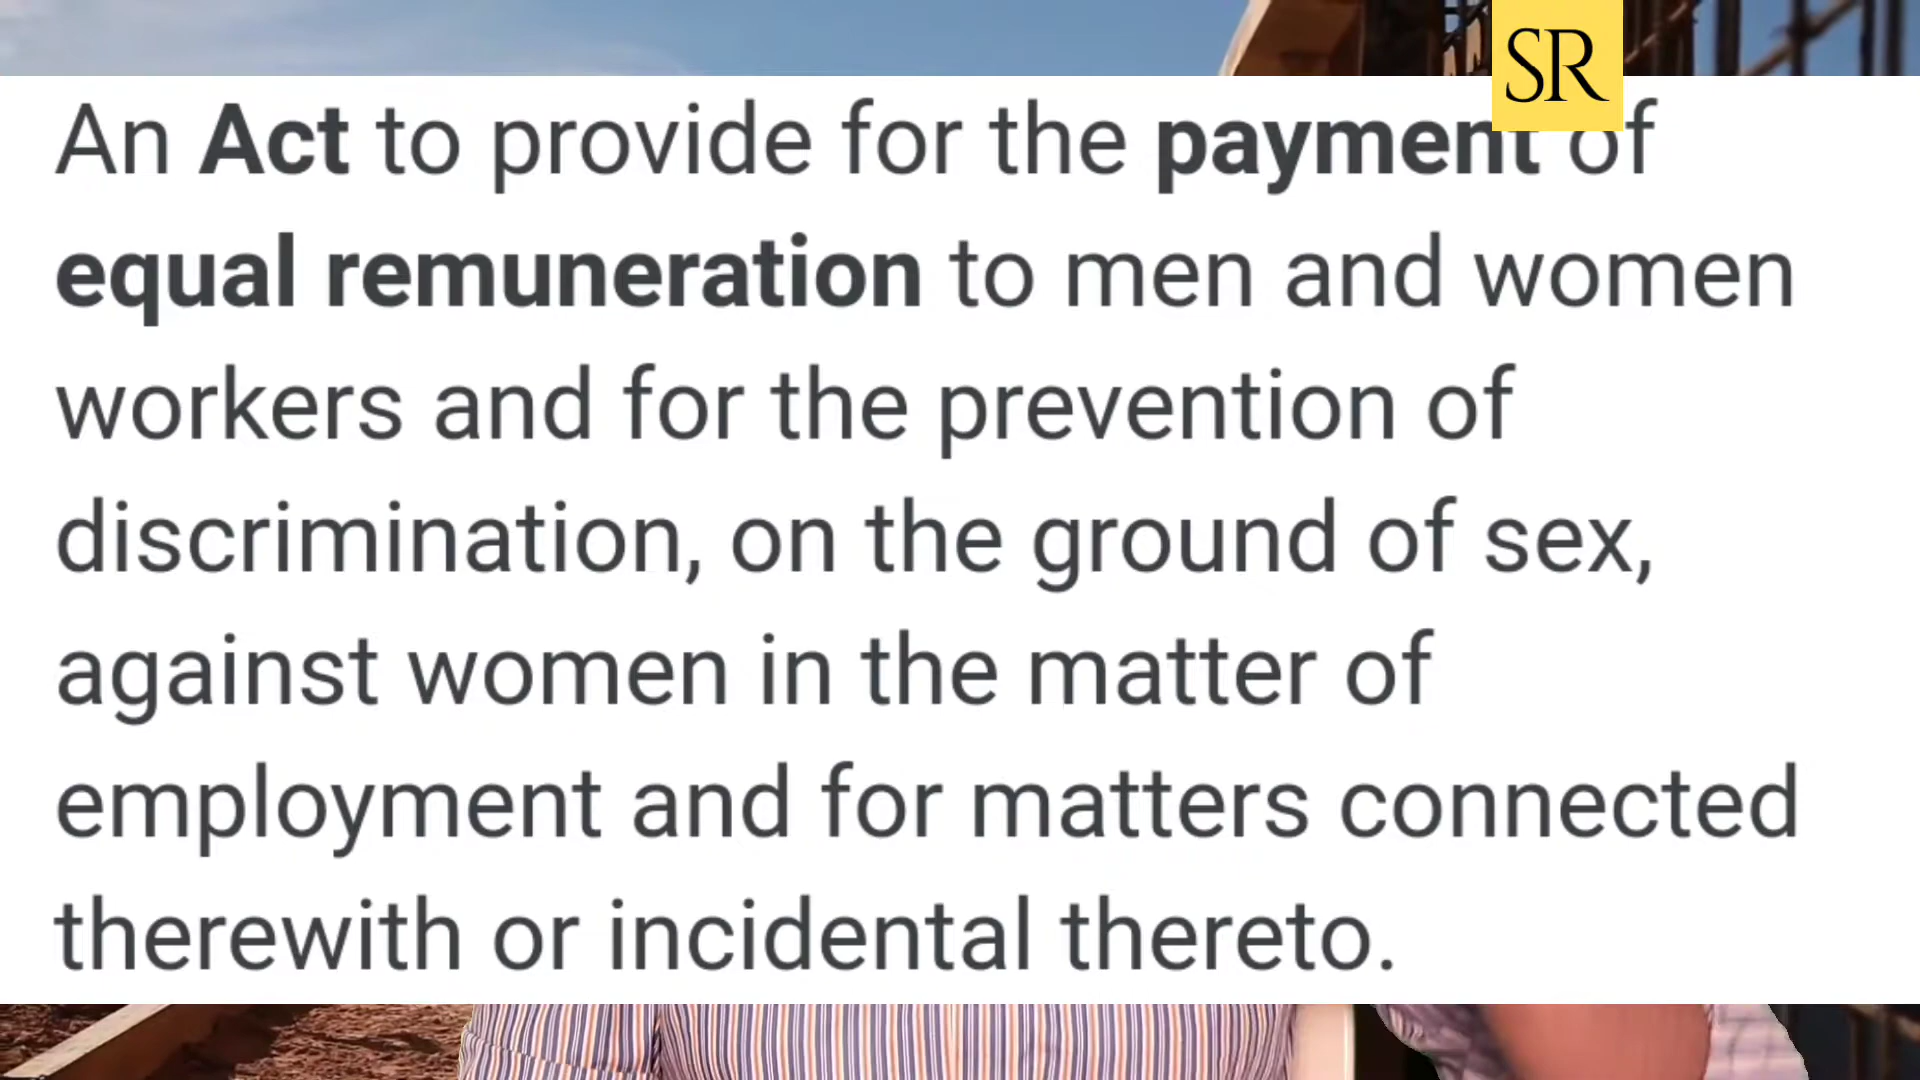 SR
An Act to provide for the payment of
equal remuneration to men and women
workers and for the prevention of
discrimination, on the ground of sex,
against women in the matter of
employment and for matters connected
therewith or incidental thereto.